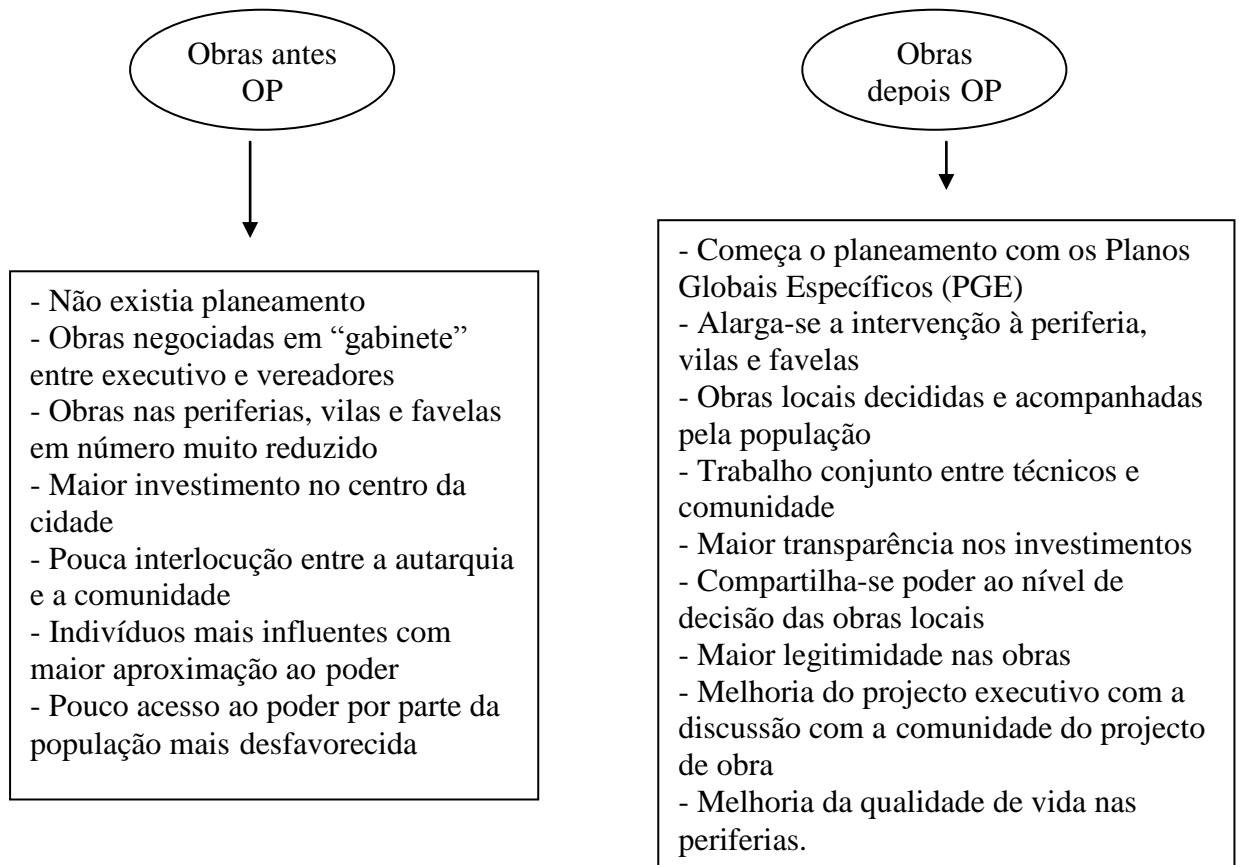 Obras antes
OP
- Não existia planeamento
- Obras negociadas em “gabinete”
entre executivo e vereadores
- Obras nas periferias, vilas e favelas
em número muito reduzido
- Maior investimento no centro da
cidade
- Pouca interlocução entre a autarquia
e a comunidade
- Indivíduos mais influentes com
maior aproximação ao poder
- Pouco acesso ao poder por parte da
população mais desfavorecida
Obras
depois OP
- Começa o planeamento com os Planos
Globais Específicos (PGE)
- Alarga-se a intervenção à periferia,
vilas e favelas
- Obras locais decididas e acompanhadas
pela população
- Trabalho conjunto entre técnicos e
comunidade
- Maior transparência nos investimentos
- Compartilha-se poder ao nível de
decisão das obras locais
- Maior legitimidade nas obras
- Melhoria do projecto executivo com a
discussão com a comunidade do projecto
de obra
- Melhoria da qualidade de vida nas
periferias.